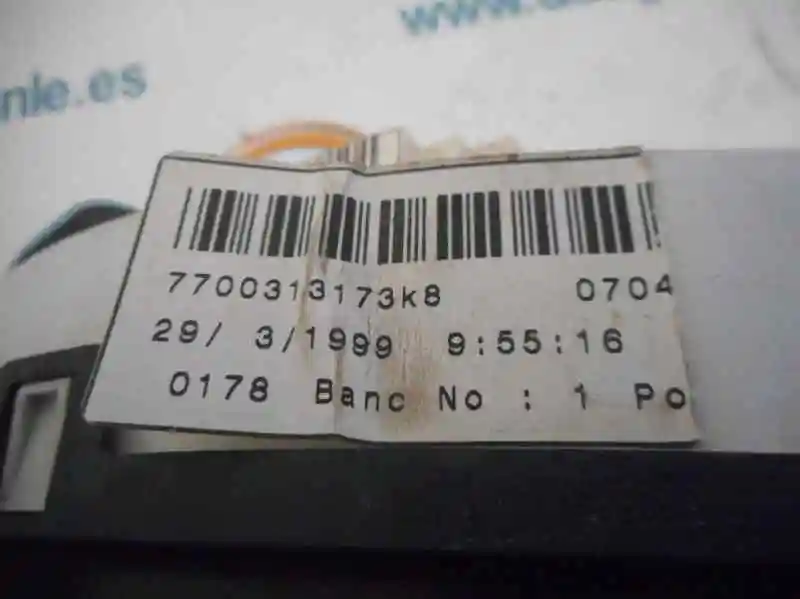 www.
nle.es
7700313173k8 0704
29/ 3/1999 9:55:16
0178 Banc No : 1 Po